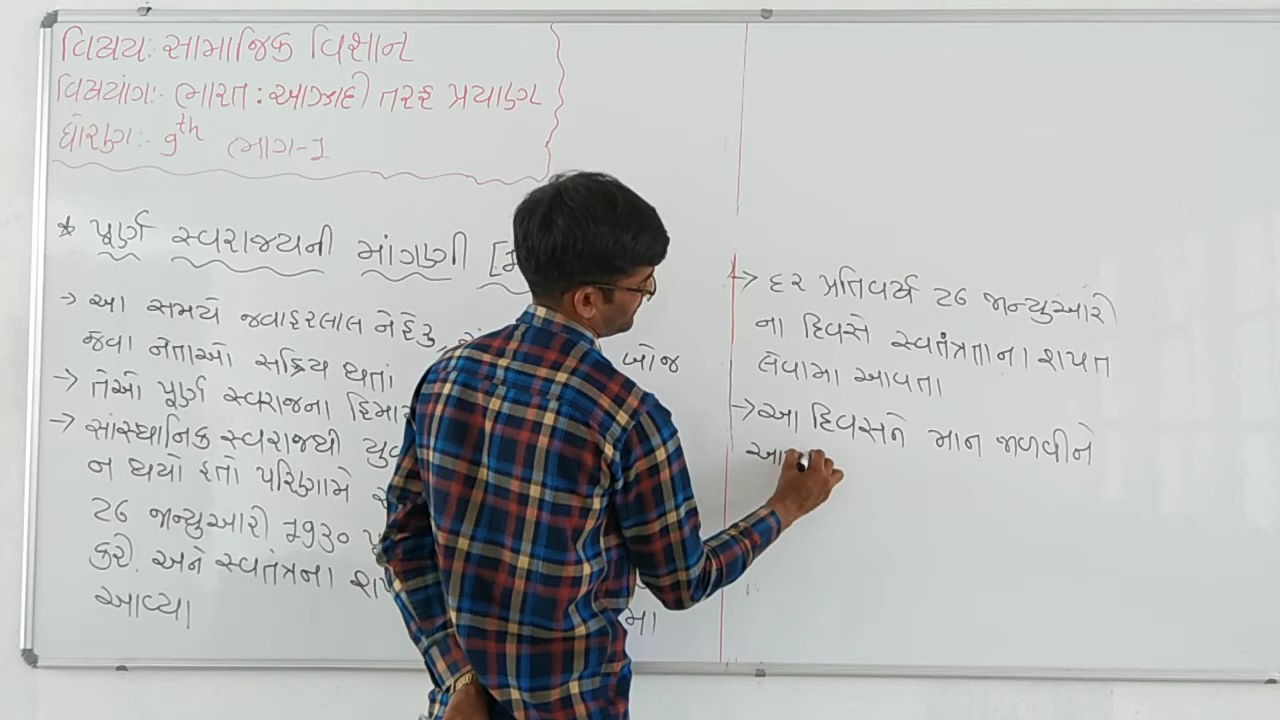 વિષય: સામાજિક વિજ્ઞાન
વિષયાંગ:- ભારત : આઝાદી તરફ પ્રયાણ
ધોરણ:- 9th ભાગ-1
* પૂર્ણ સ્વરાજ્યની માંગણી [
→ આ સમયે જવાહરલાલ નેહરુ, બોઝ
જેવા નેતાઓ સક્રિય થતાં
→ તેઓ પૂર્ણ સ્વરાજના
→ સાંસ્થાનિક સ્વરાજથી
ન થયો હતો પરિણામે
26 જાન્યુઆરી 1930
કરી. અને સ્વતંત્રના
આવ્યા
→ દર પ્રતિવર્ષ 26 જાન્યુઆરી
ના દિવસે સ્વતંત્રતાના શપત
લેવામા આવતા
→ આ દિવસને માન જાળવીને